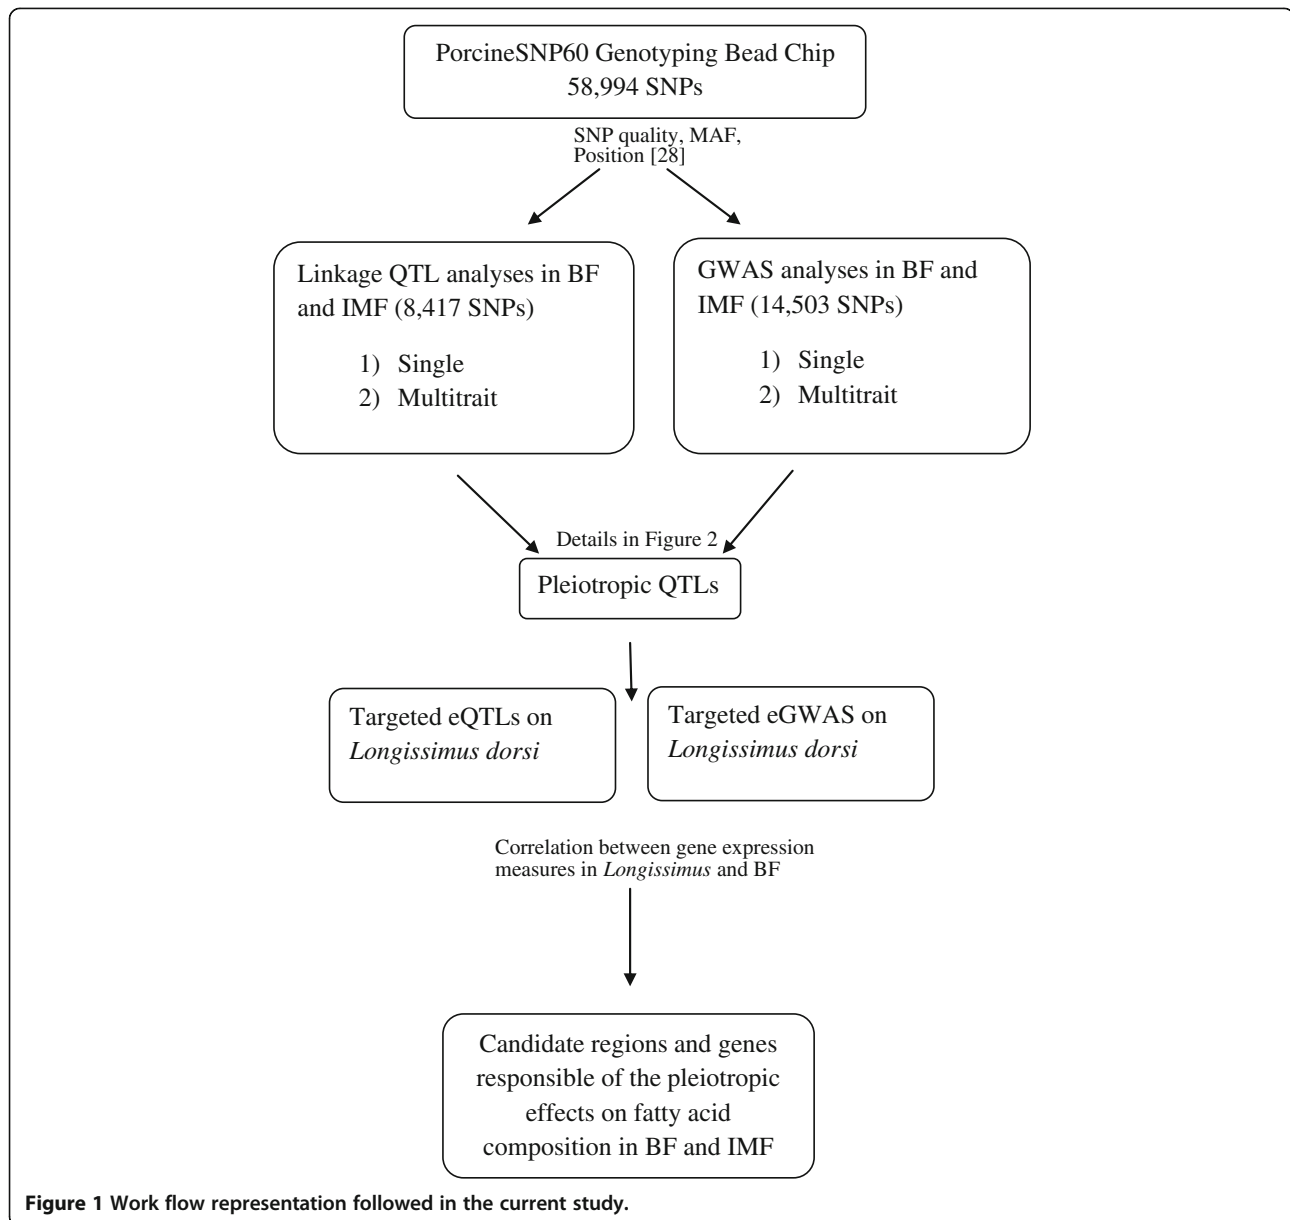 PorcineSNP60 Genotyping Bead Chip
58,994 SNPs
SNP quality, MAF,
Position [28]
Linkage QTL analyses in BF
and IMF (8,417 SNPs)
1) Single
2) Multitrait
GWAS analyses in BF and
IMF (14,503 SNPs)
1) Single
2) Multitrait
Details in Figure 2
Pleiotropic QTLs
Targeted eQTLs on
Longissimus dorsi
Targeted eGWAS on
Longissimus dorsi
Correlation between gene expression
measures in Longissimus and BF
Candidate regions and genes
responsible of the pleiotropic
effects on fatty acid
composition in BF and IMF
Figure 1 Work flow representation followed in the current study.